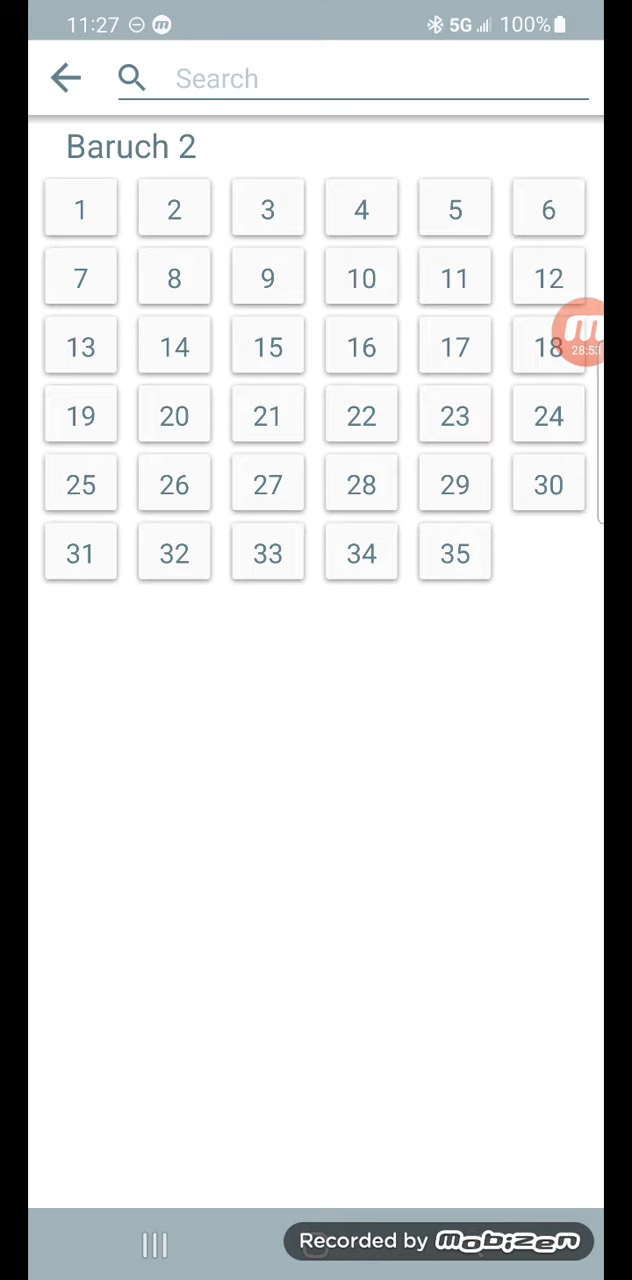 11:27 5G 100%
Search
Baruch 2
1 2 3 4 5 6
7 8 9 10 11 12
13 14 15 16 17 18
28:53
19 20 21 22 23 24
25 26 27 28 29 30
31 32 33 34 35
Recorded by mobizen